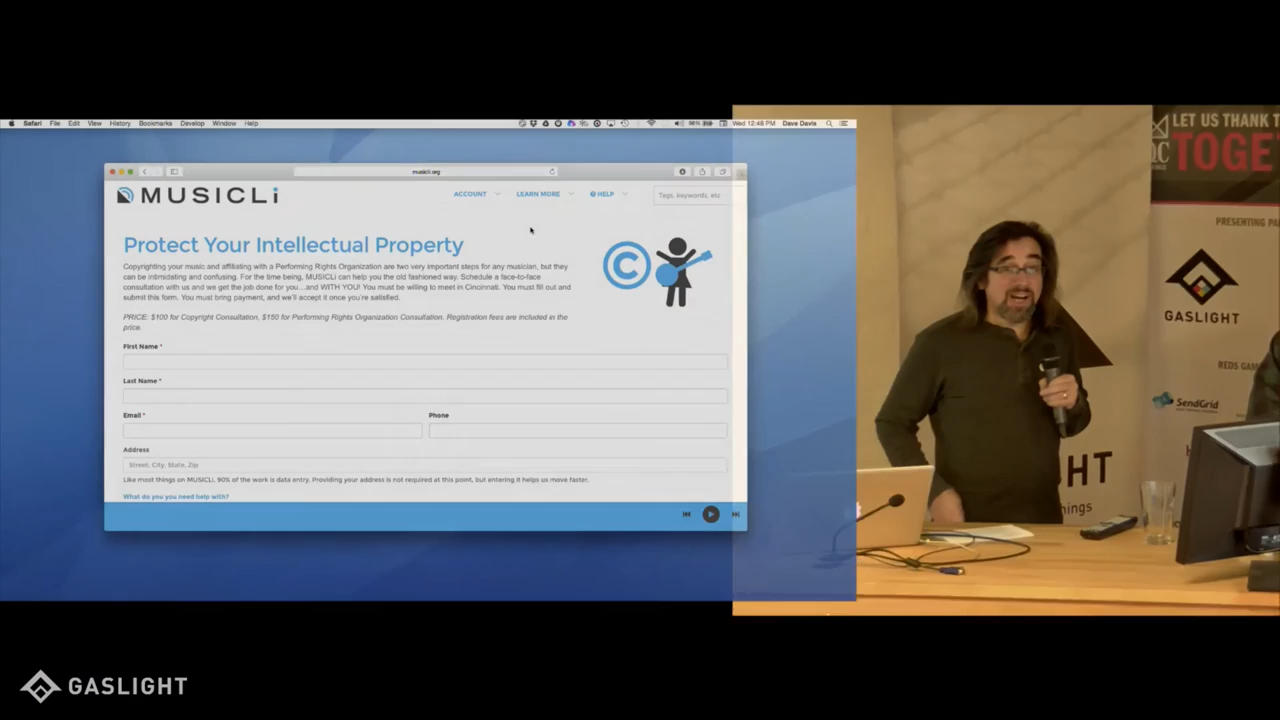 Safari File Edit View History Bookmarks Develop Window Help
Wed 12:48 PM Dave Davis
musicli.org
MUSICLi
ACCOUNT
LEARN MORE
HELP
Tags, keywords, etc
Protect Your Intellectual Property
Copyrighting your music and affiliating with a Performing Rights Organization are two very important steps for any musician, but they
can be intimidating and confusing. For the time being, MUSICLi can help you the old fashioned way. Schedule a face-to-face
consultation with us and we get the job done for you...and WITH YOU! You must be willing to meet in Cincinnati. You must fill out and
submit this form. You must bring payment, and we'll accept it once you're satisfied.
PRICE: $100 for Copyright Consultation, $150 for Performing Rights Organization Consultation. Registration fees are included in the
price.
First Name *
Last Name *
Email *
Phone
Address
Street, City, State, Zip
Like most things on MUSICLi, 90% of the work is data entry. Providing your address is not required at this point, but entering it helps us move faster.
What do you you need help with?
LET US THANK T
TOGE
PRESENTING PA
GASLIGHT
REDS GAM
SendGrid
HT
hings
GASLIGHT